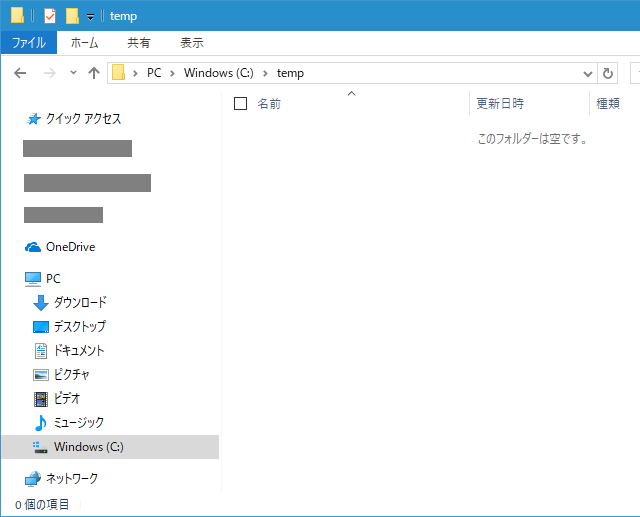 temp
ファイル ホーム 共有 表示
PC Windows (C:) temp
名前 更新日時 種類
このフォルダーは空です。
クイック アクセス
OneDrive
PC
ダウンロード
デスクトップ
ドキュメント
ピクチャ
ビデオ
ミュージック
Windows (C:)
ネットワーク
0 個の項目